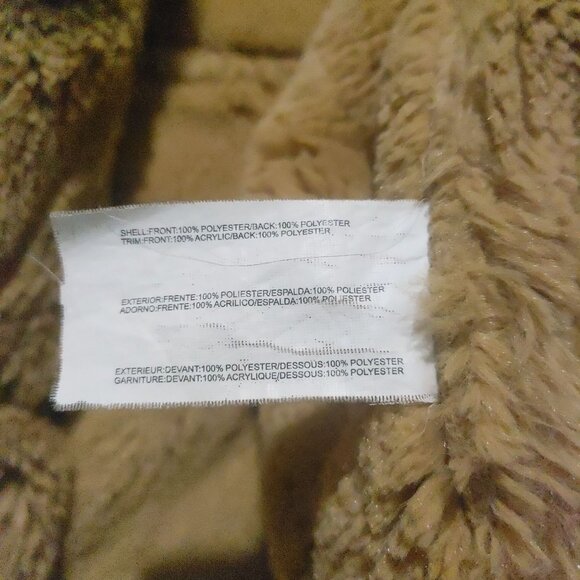 SHELL:FRONT:100% POLYESTER/BACK:100% POLYESTER
TRIM:FRONT:100% ACRYLIC/BACK:100% POLYESTER
EXTERIOR:FRENTE:100% POLIESTER/ESPALDA:100% POLIESTER
ADORNO:FRENTE:100% ACRILICO/ESPALDA:100% POLIESTER
EXTERIEUR:DEVANT:100% POLYESTER/DESSOUS:100% POLYESTER
GARNITURE:DEVANT:100% ACRYLIQUE/DESSOUS:100% POLYESTER